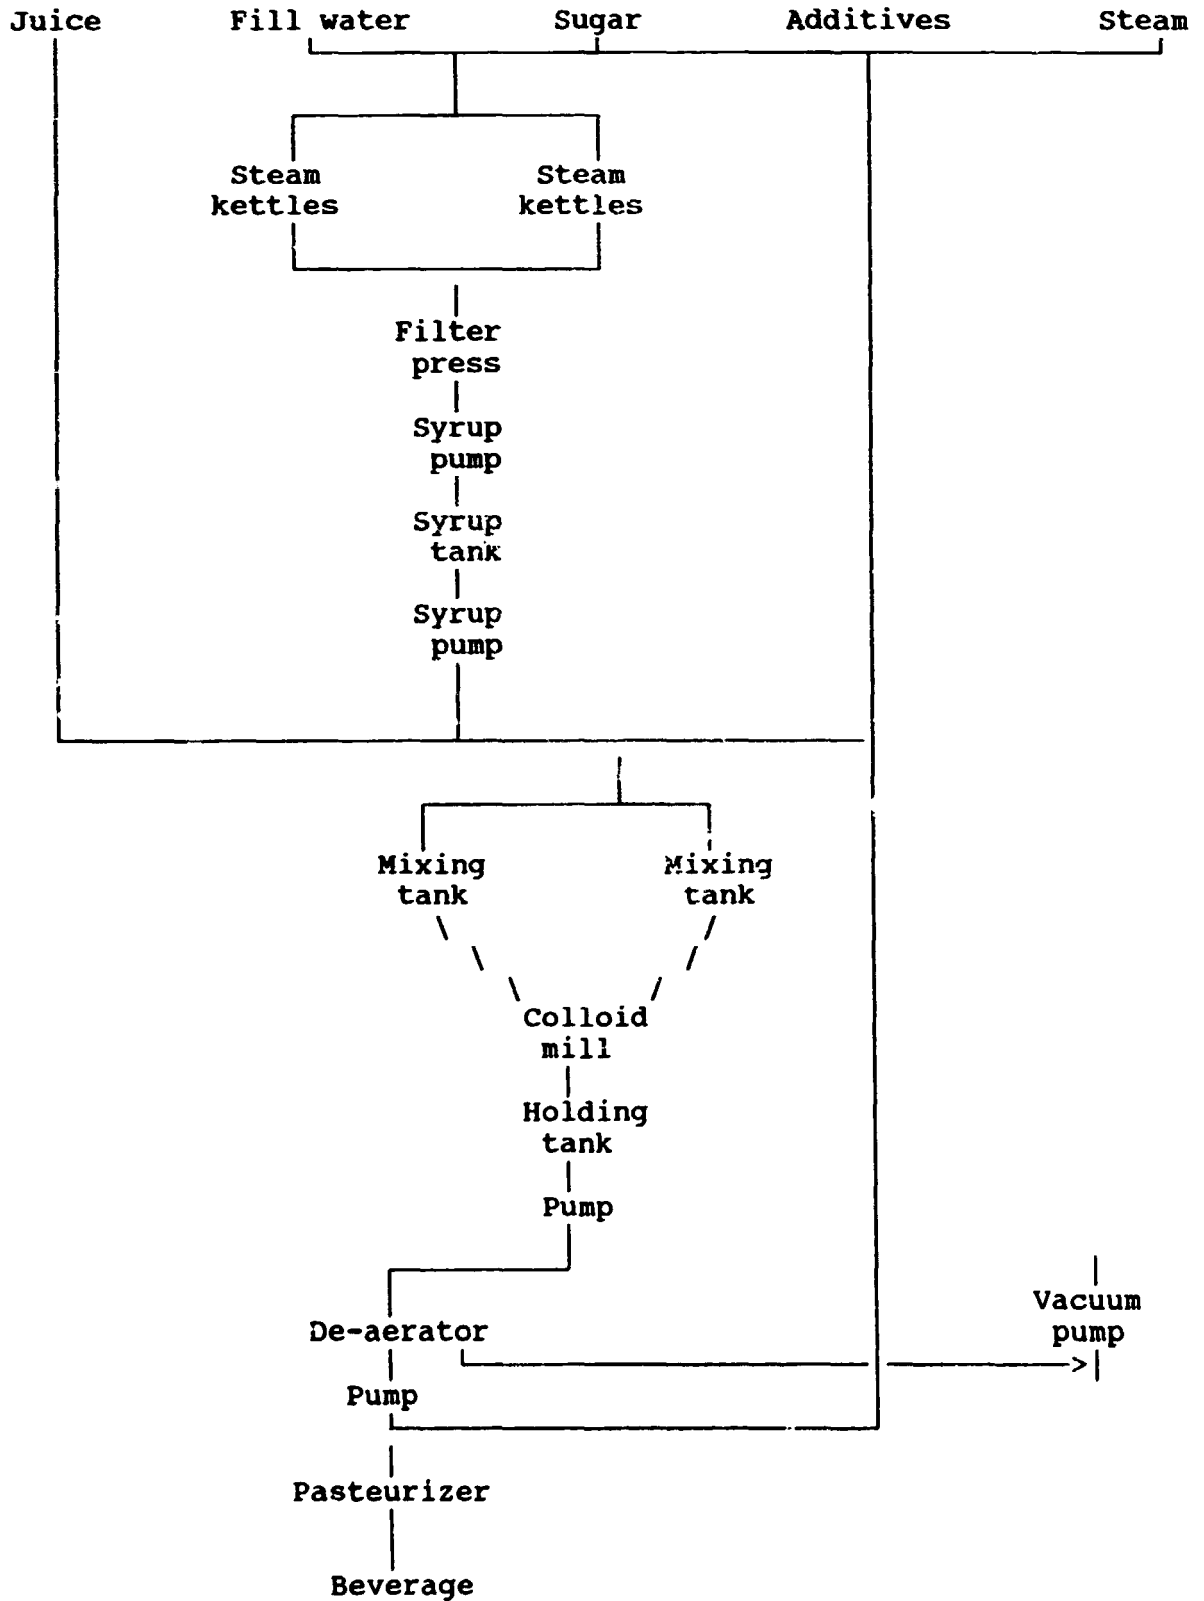 Juice Fill water Sugar Additives Steam
Steam Steam
kettles kettles
Filter
press
Syrup
pump
Syrup
tank
Syrup
pump
Mixing Mixing
tank tank
Colloid
mill
Holding
tank
Pump
Vacuum
De-aerator pump
Pump
Pasteurizer
Beverage